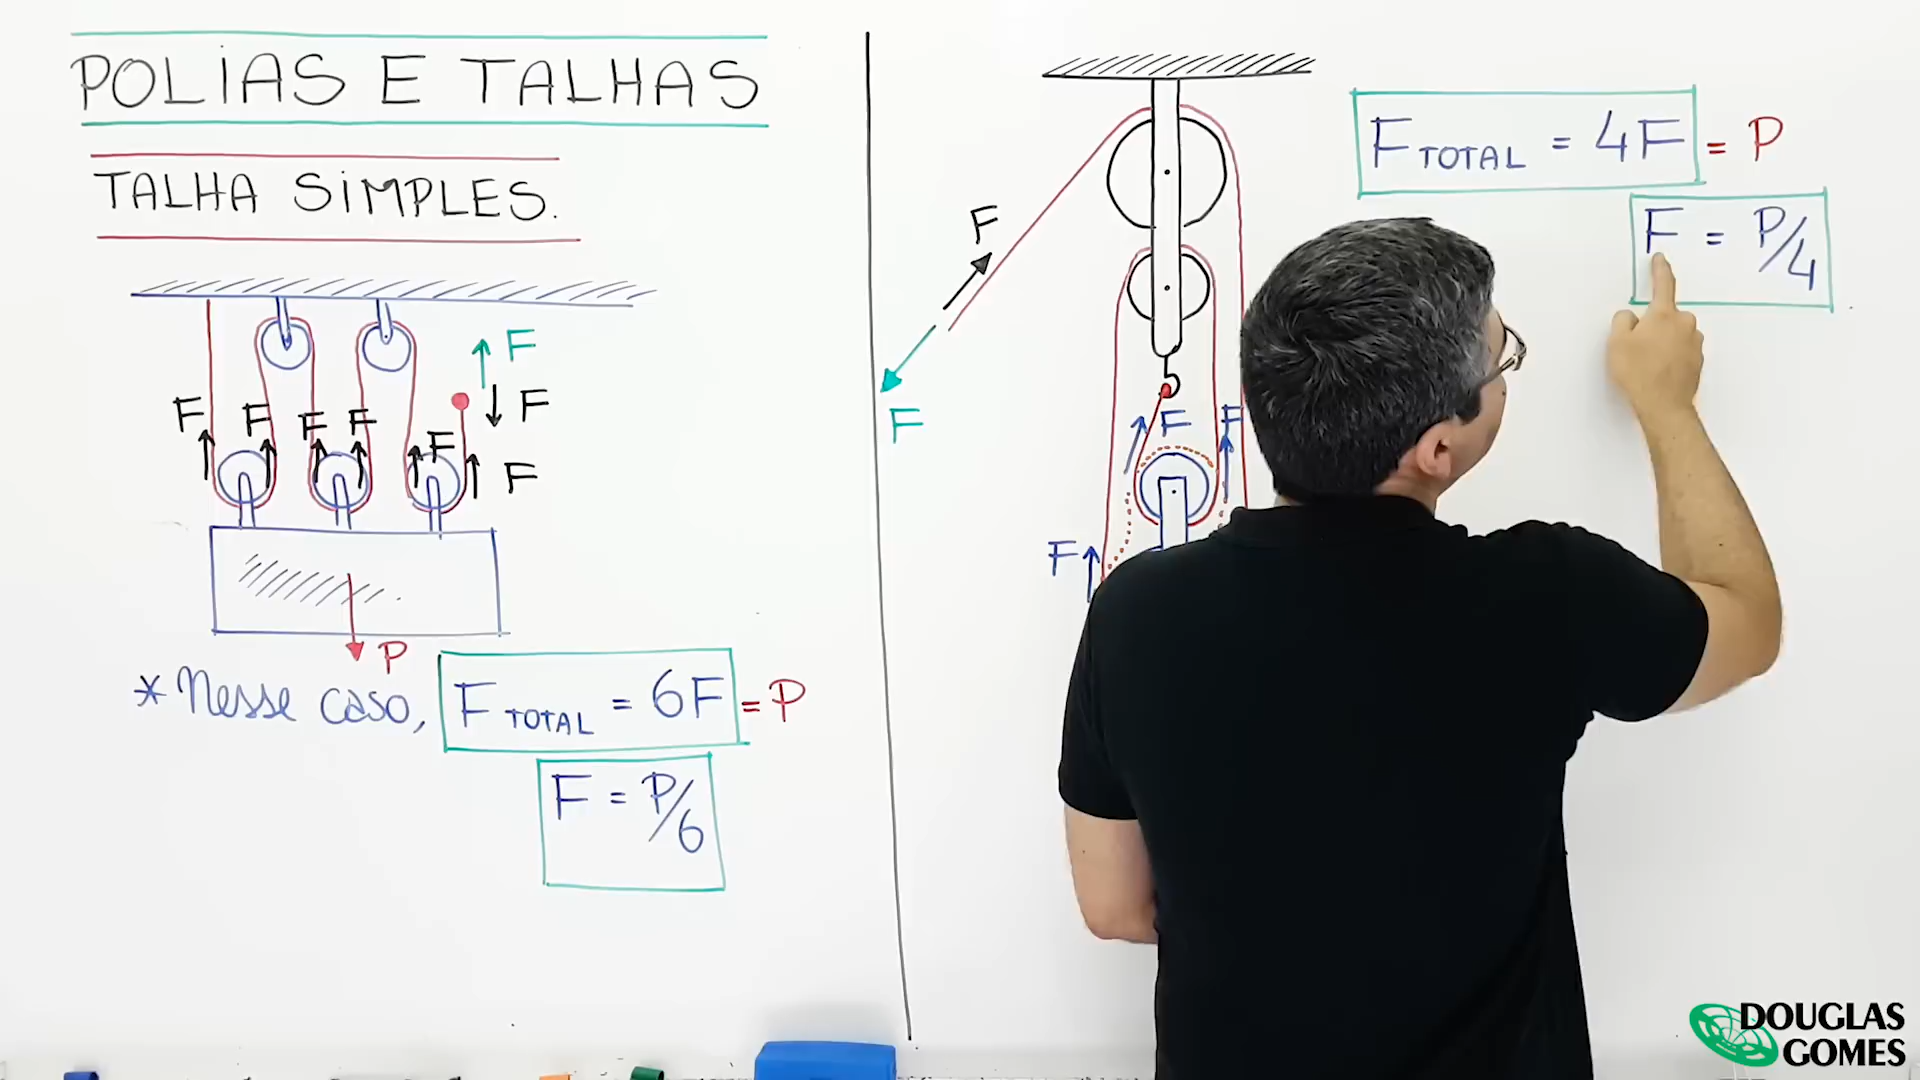 POLIAS E TALHAS
TALHA SIMPLES.
F
F
F
F
F
F
F
F
P
* Nesse caso, F TOTAL = 6F = P
F = P/6
F TOTAL = 4F = P
F = P/4
F
F
F
F
F
DOUGLAS
GOMES